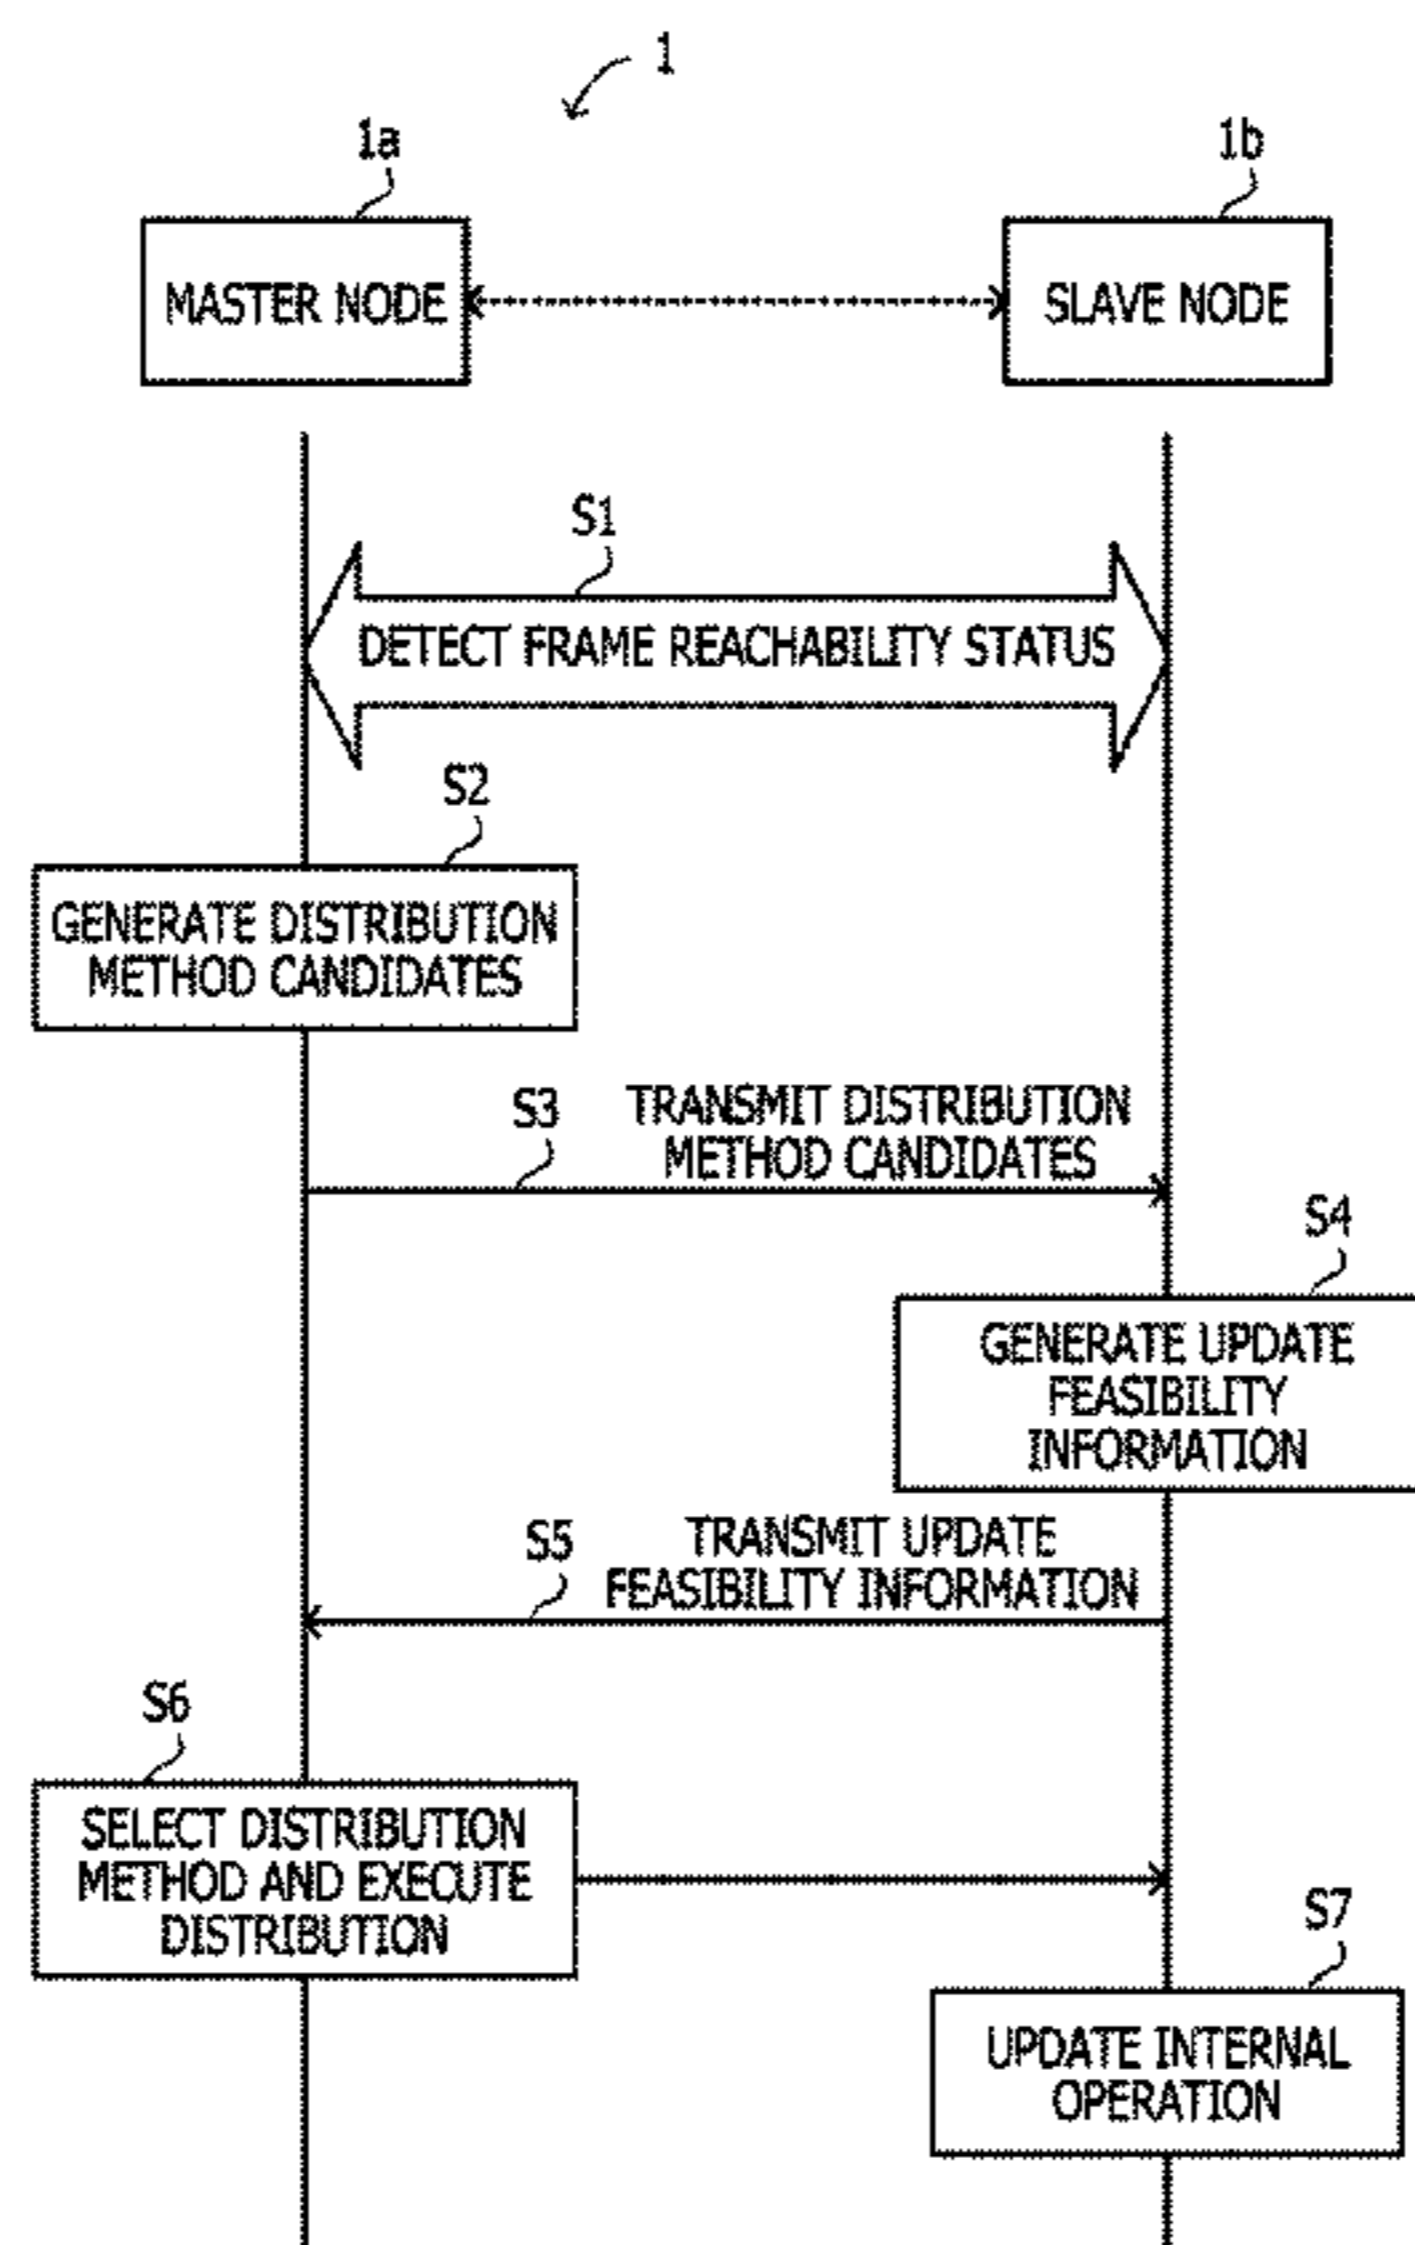 1
1a
1b
MASTER NODE
SLAVE NODE
S1
DETECT FRAME REACHABILITY STATUS
S2
GENERATE DISTRIBUTION
METHOD CANDIDATES
S3
TRANSMIT DISTRIBUTION
METHOD CANDIDATES
S4
GENERATE UPDATE
FEASIBILITY
INFORMATION
S5
TRANSMIT UPDATE
FEASIBILITY INFORMATION
S6
SELECT DISTRIBUTION
METHOD AND EXECUTE
DISTRIBUTION
S7
UPDATE INTERNAL
OPERATION